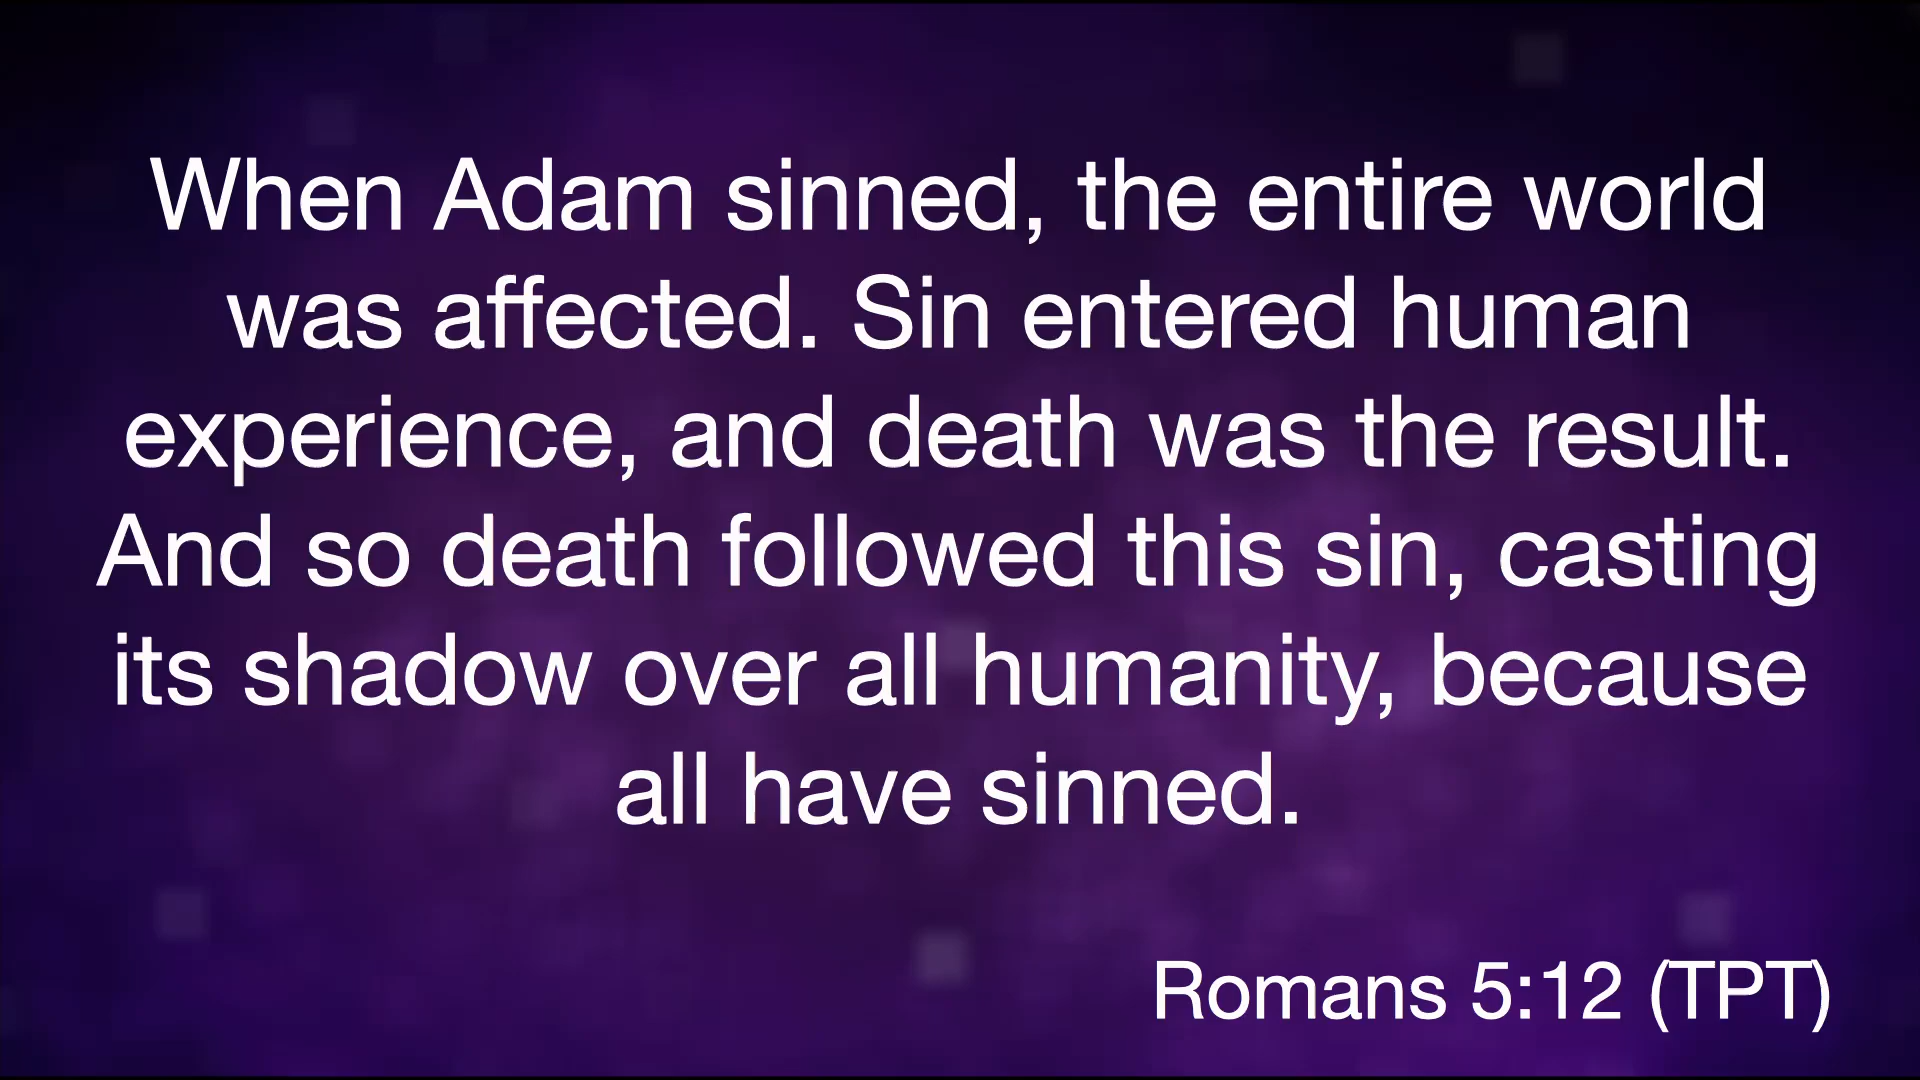 When Adam sinned, the entire world
was affected. Sin entered human
experience, and death was the result.
And so death followed this sin, casting
its shadow over all humanity, because
all have sinned.
Romans 5:12 (TPT)